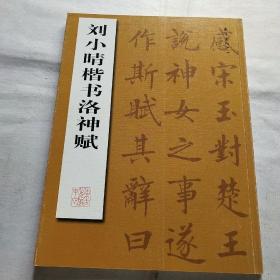 刘小晴楷书洛神赋
感宋玉對楚王
說神女之事遂
作斯賦其辭曰